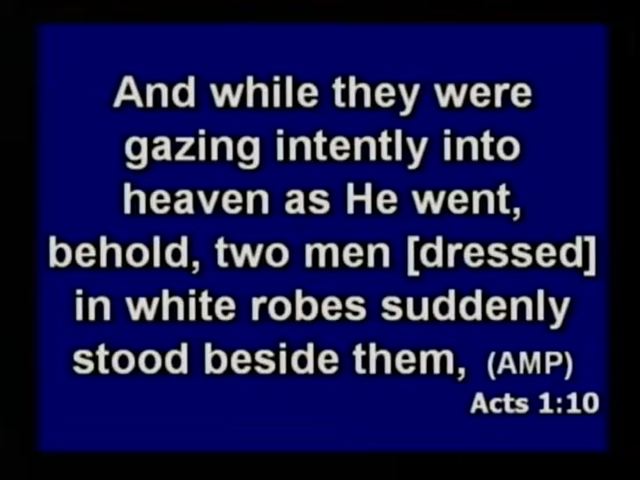 And while they were
gazing intently into
heaven as He went,
behold, two men [dressed]
in white robes suddenly
stood beside them, (AMP)
Acts 1:10